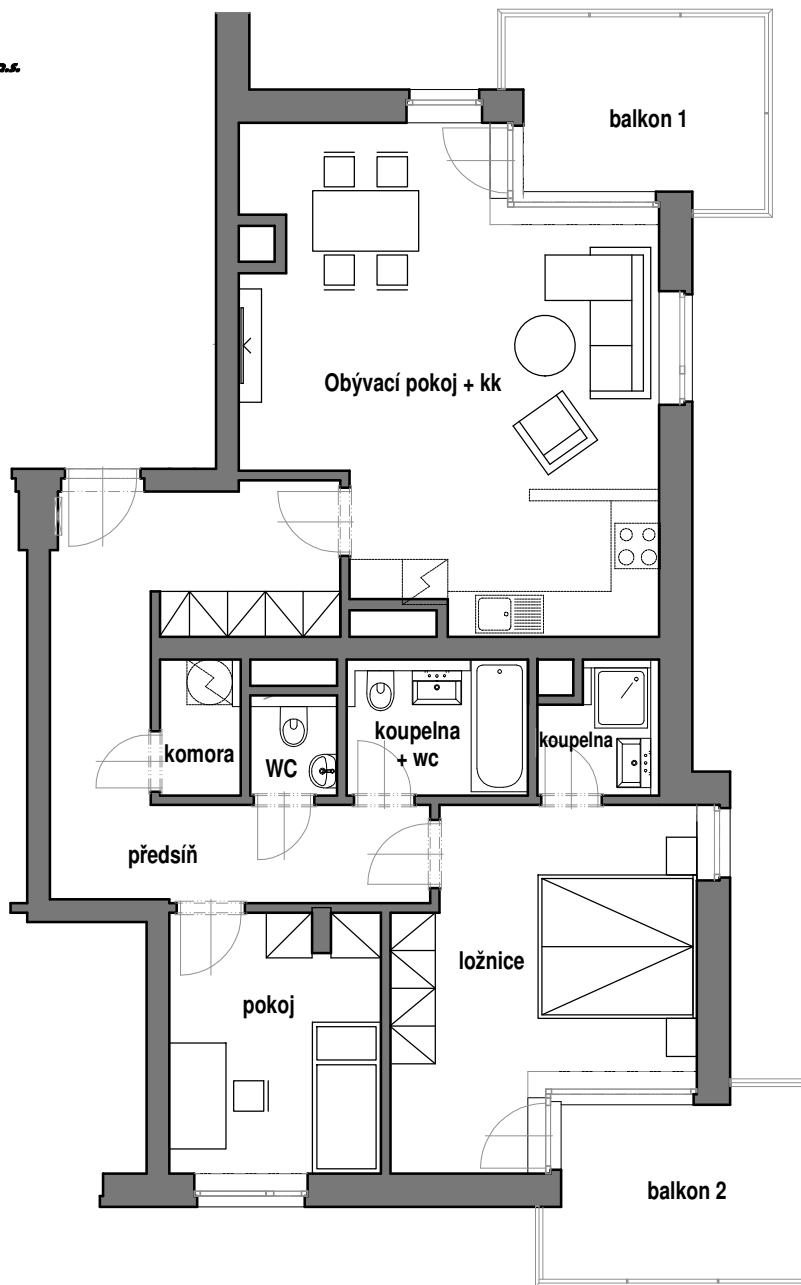 balkon 1
Obývací pokoj + kk
komora
WC
koupelna
+ wc
koupelna
předsíň
ložnice
pokoj
balkon 2